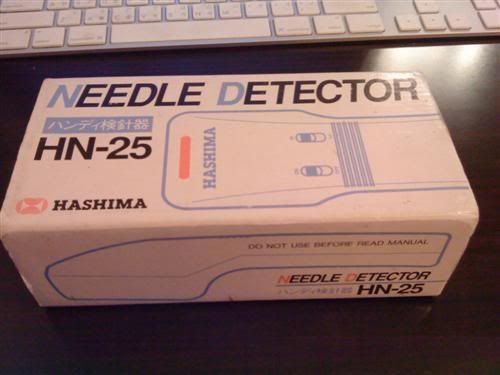 NEEDLE DETECTOR
ハンディ検針器
HN-25
HASHIMA
HASHIMA
DO NOT USE BEFORE READ MANUAL
NEEDLE DETECTOR
ハンディ検針器 HN-25